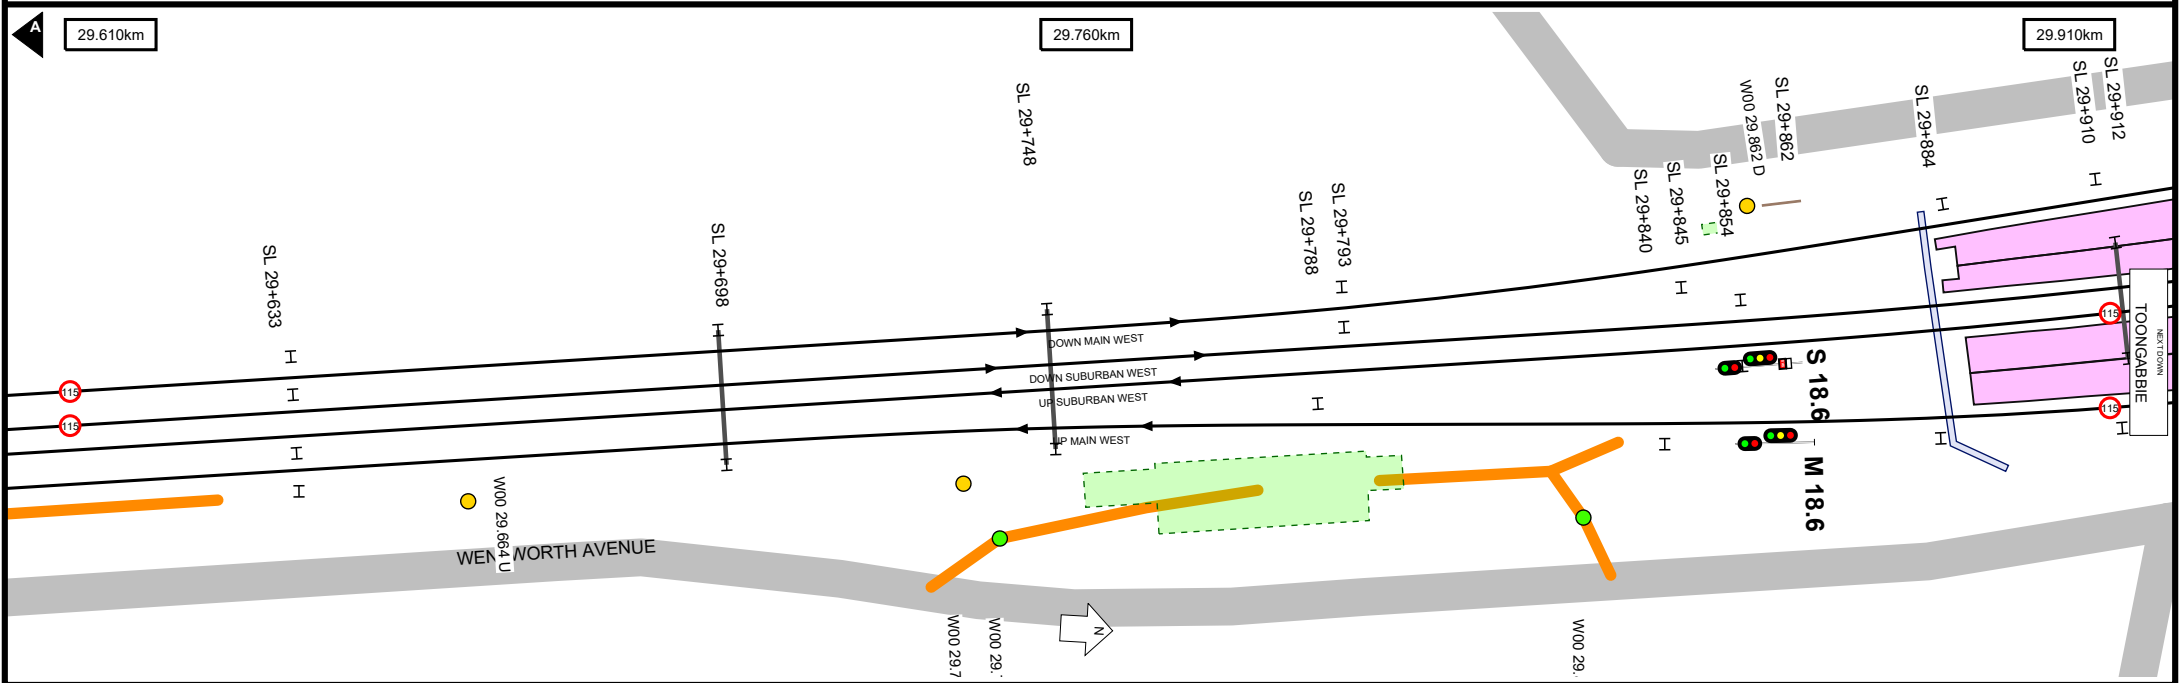 A
29.610km
29.760km
29.910km
SL 29+633
SL 29+698
SL 29+748
SL 29+788
SL 29+793
SL 29+840
SL 29+845
SL 29+854
W00 29.862 D
SL 29+862
SL 29+884
SL 29+910
SL 29+912
115
115
115
115
DOWN MAIN WEST
DOWN SUBURBAN WEST
UP SUBURBAN WEST
UP MAIN WEST
S 18.6
M 18.6
NEXT DOWN
TOONGABBIE
W00 29.664 U
WENTWORTH AVENUE
N
W00 29.7
W00 29.
W00 29.